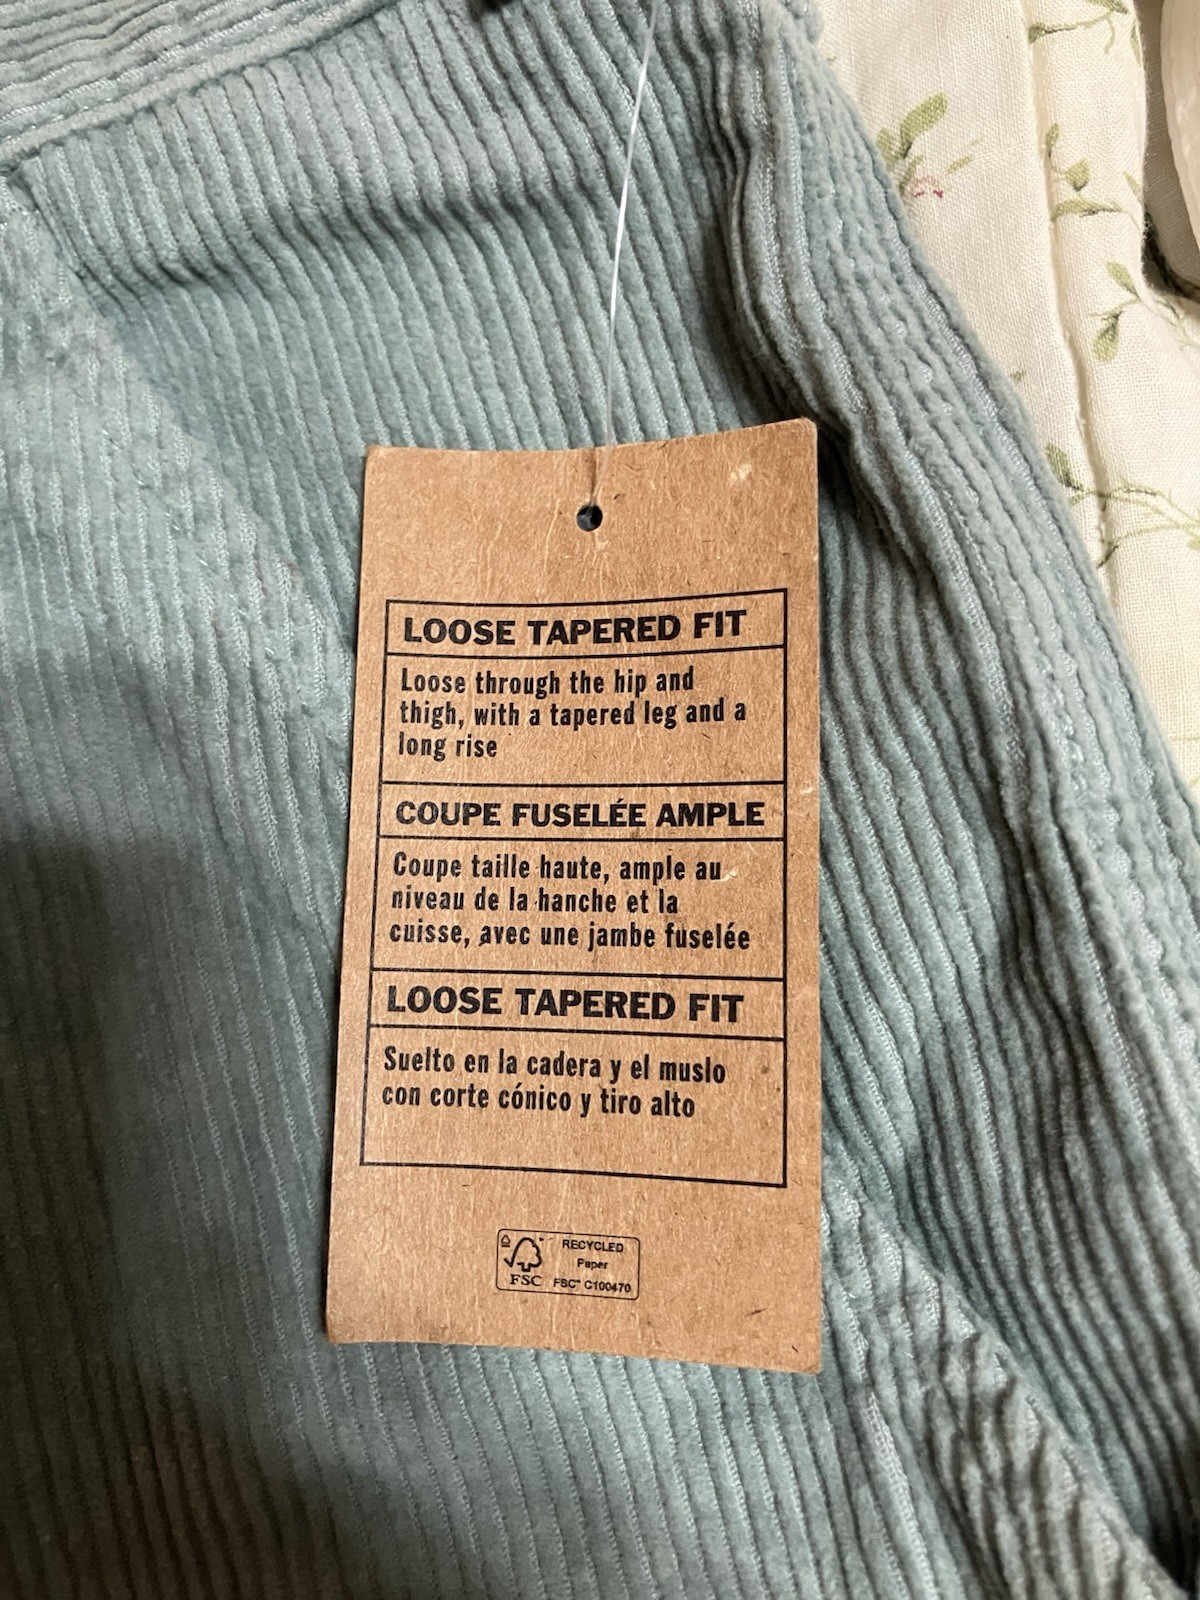 LOOSE TAPERED FIT
Loose through the hip and
thigh, with a tapered leg and a
long rise
COUPE FUSELÉE AMPLE
Coupe taille haute, ample au
niveau de la hanche et la
cuisse, avec une jambe fuselée
LOOSE TAPERED FIT
Suelto en la cadera y el muslo
con corte cónico y tiro alto
RECYCLED
Paper
FSC FSC® C100470